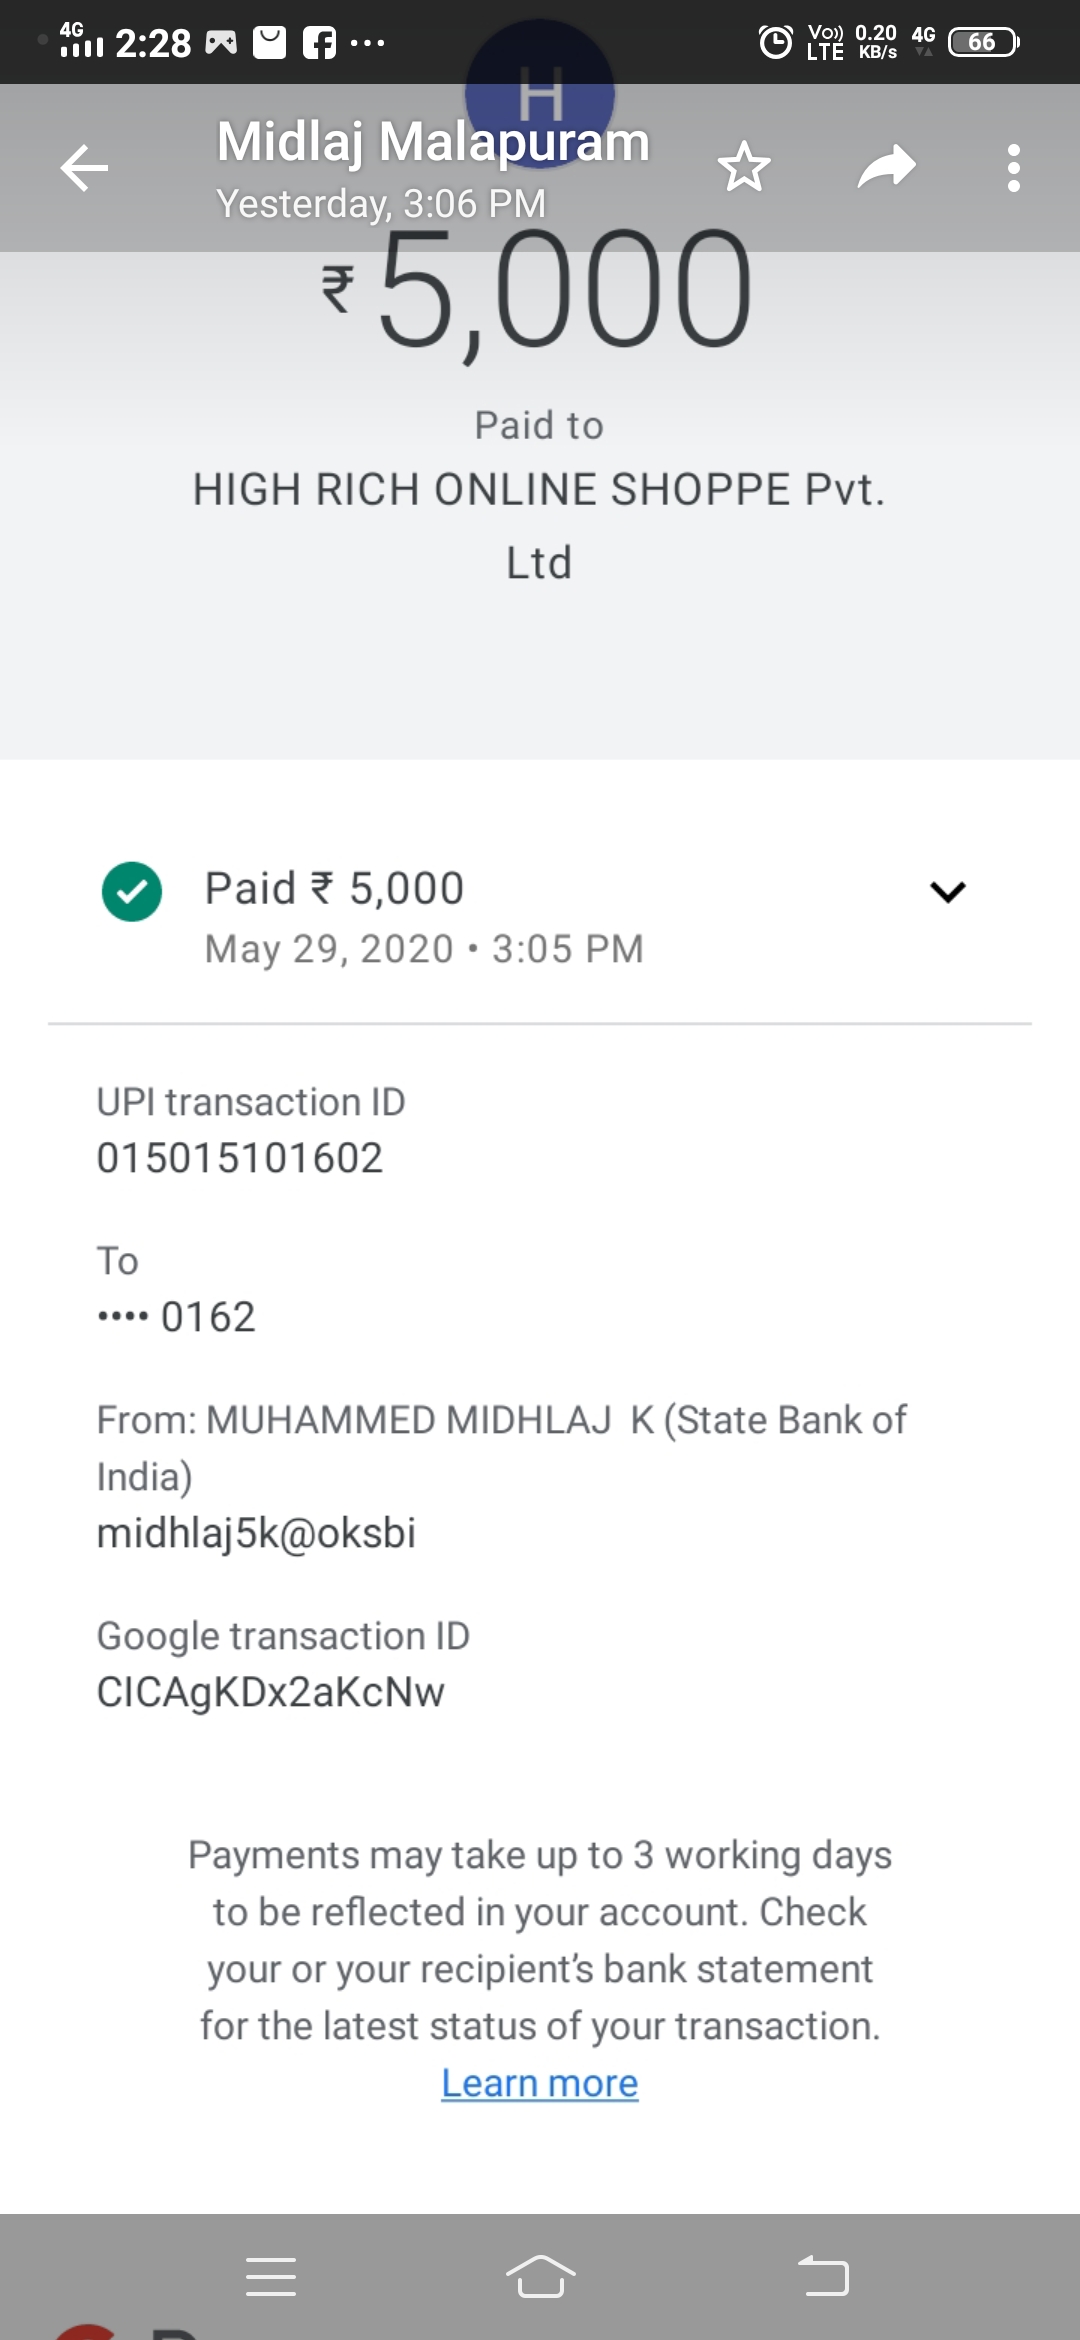 4G 2:28 Vo)) LTE 0.20 KB/s 4G 66
H
Midlaj Malapuram
Yesterday, 3:06 PM
₹5,000
Paid to
HIGH RICH ONLINE SHOPPE Pvt.
Ltd
Paid ₹ 5,000
May 29, 2020 • 3:05 PM
UPI transaction ID
015015101602
To
•••• 0162
From: MUHAMMED MIDHLAJ K (State Bank of
India)
midhlaj5k@oksbi
Google transaction ID
CICAgKDx2aKcNw
Payments may take up to 3 working days
to be reflected in your account. Check
your or your recipient's bank statement
for the latest status of your transaction.
Learn more